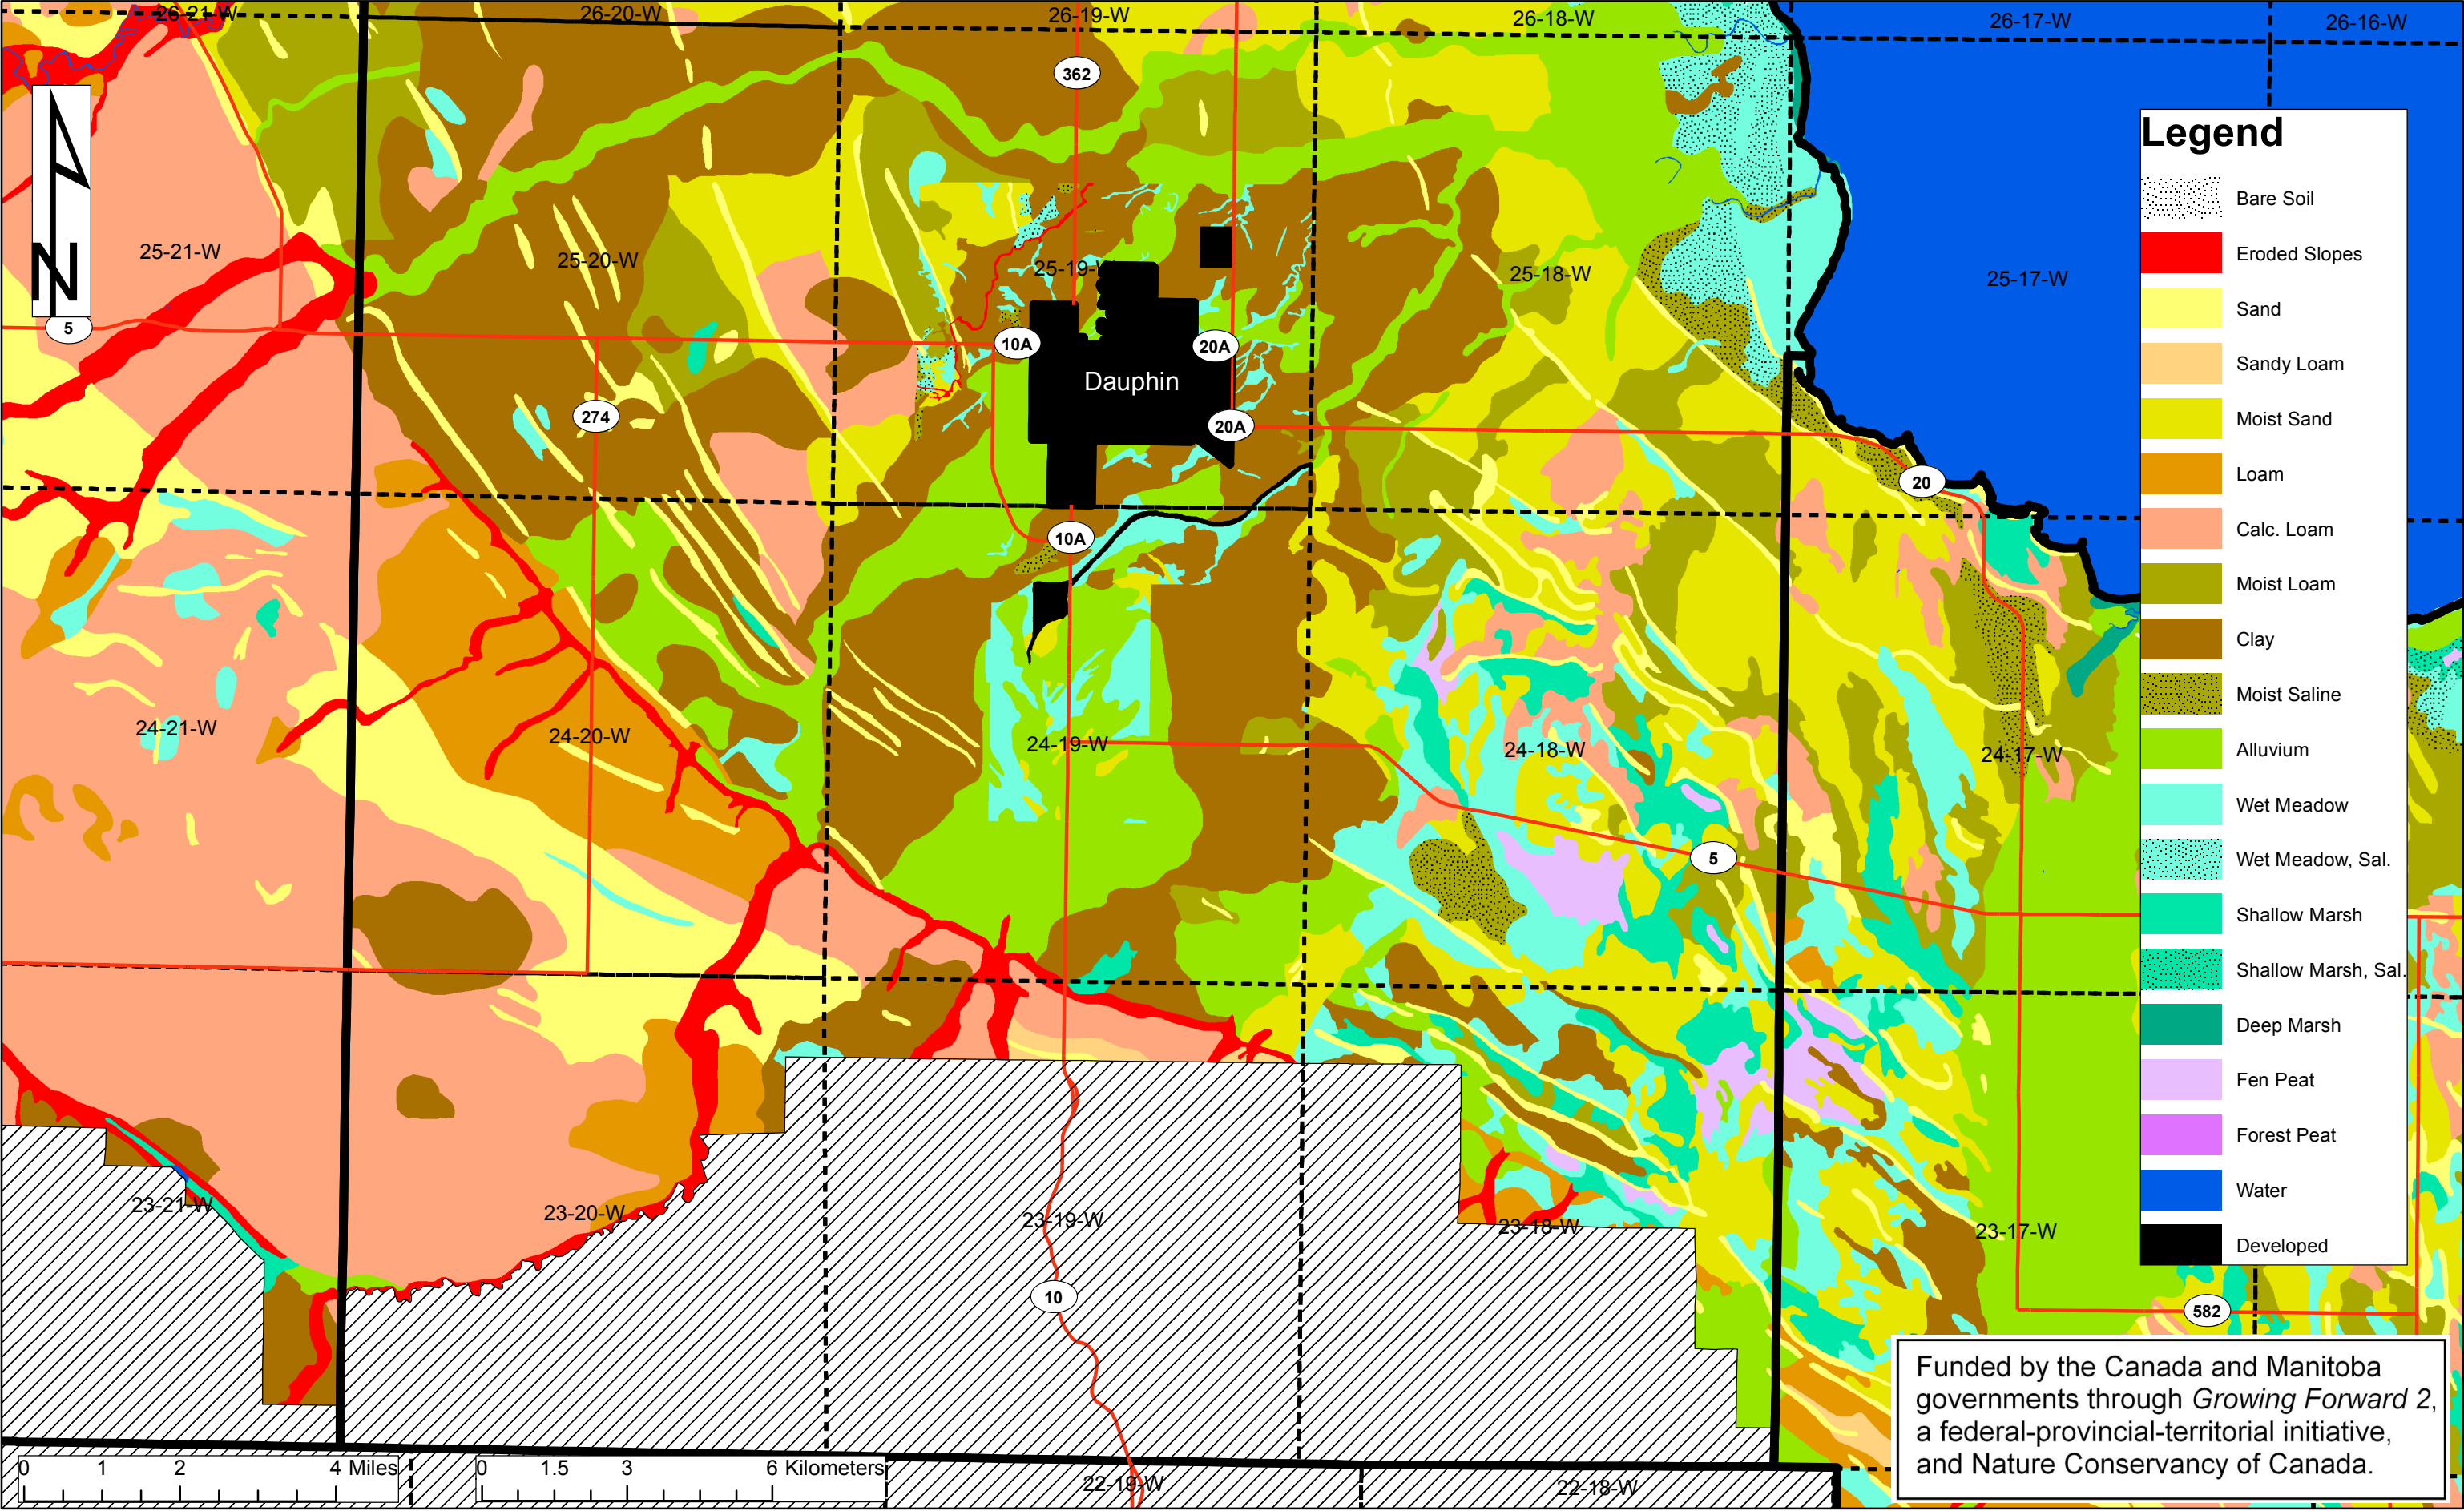 26-21-W
26-20-W
26-19-W
26-18-W
26-17-W
26-16-W
362
N
25-21-W
25-20-W
25-19-W
25-18-W
25-17-W
5
10A
20A
Dauphin
274
20A
20
10A
24-21-W
24-20-W
24-19-W
24-18-W
24-17-W
5
23-21-W
23-20-W
23-19-W
23-18-W
23-17-W
10
582
22-19-W
22-18-W
Legend
Bare Soil
Eroded Slopes
Sand
Sandy Loam
Moist Sand
Loam
Calc. Loam
Moist Loam
Clay
Moist Saline
Alluvium
Wet Meadow
Wet Meadow, Sal.
Shallow Marsh
Shallow Marsh, Sal.
Deep Marsh
Fen Peat
Forest Peat
Water
Developed
Funded by the Canada and Manitoba
governments through Growing Forward 2,
a federal-provincial-territorial initiative,
and Nature Conservancy of Canada.
0 1 2 4 Miles
0 1.5 3 6 Kilometers